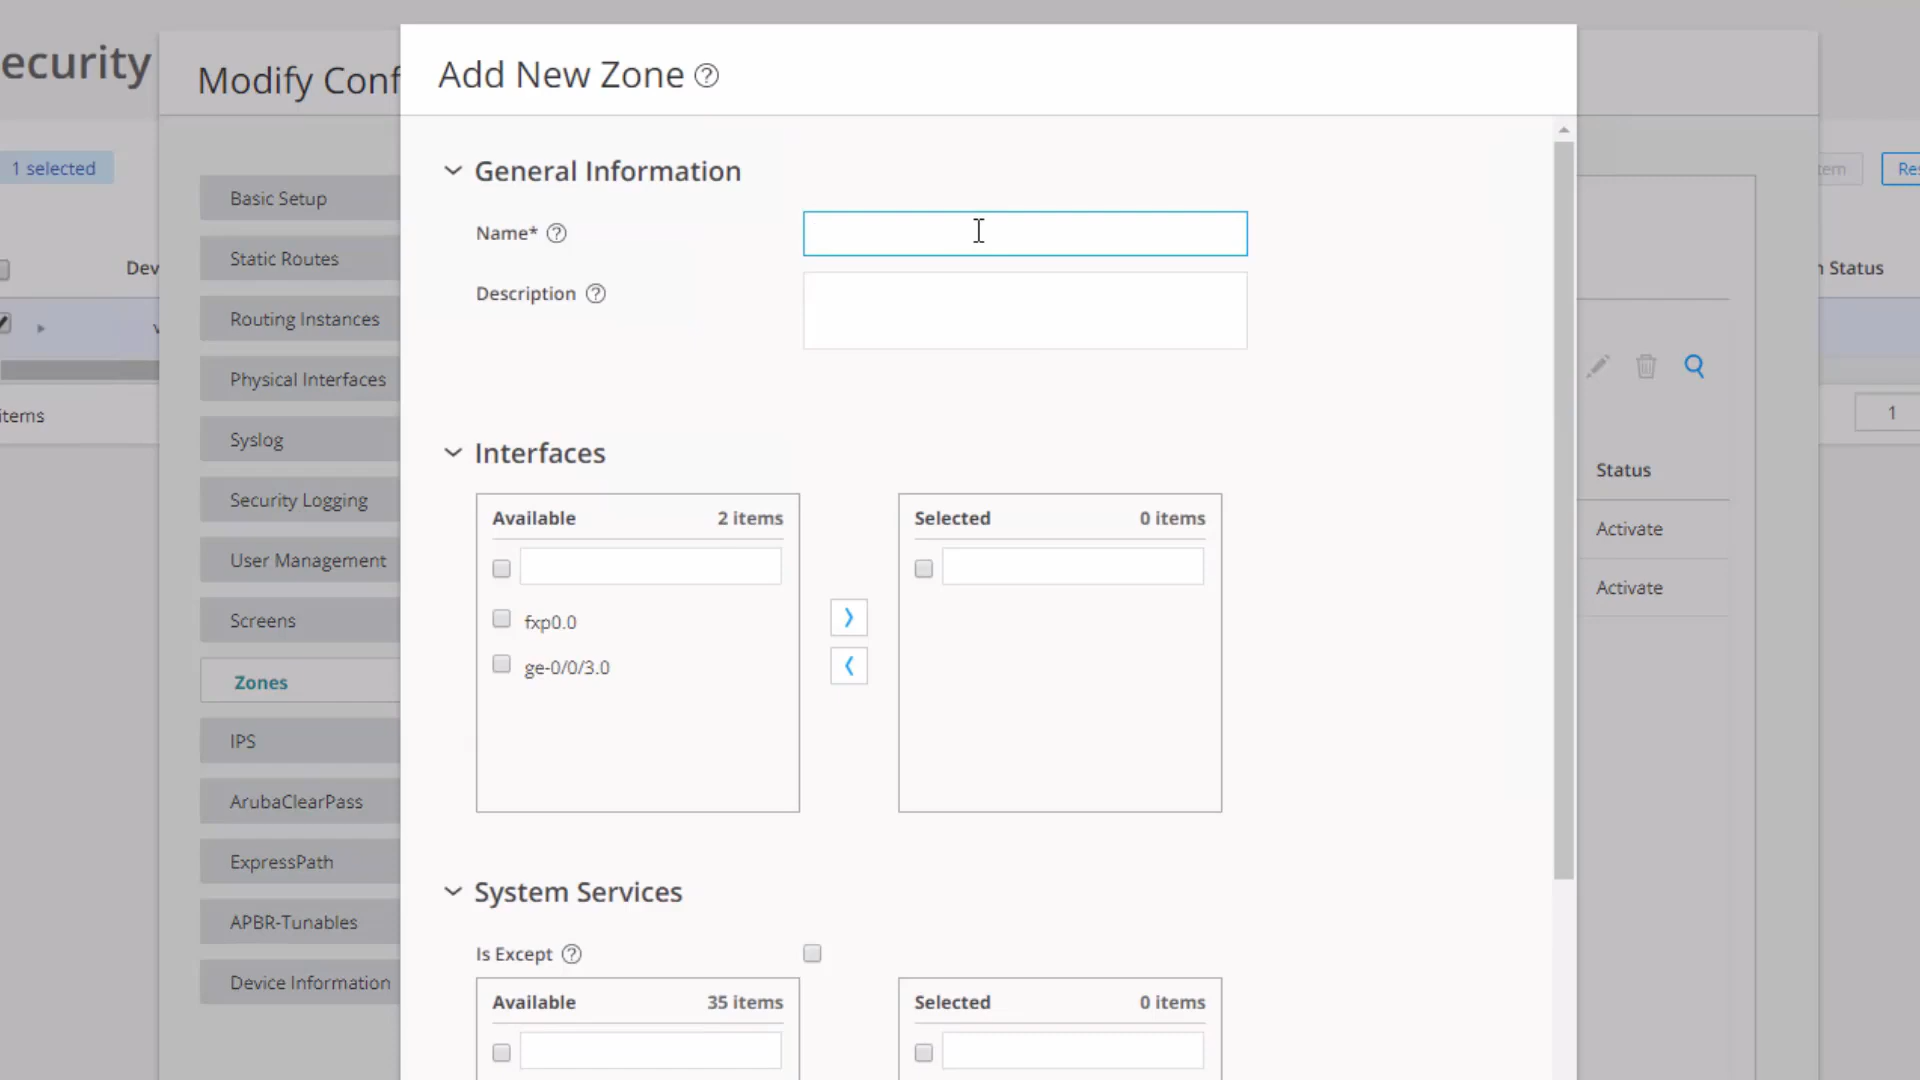 ecurity
Modify Conf
Add New Zone
1 selected
tem
Res
General Information
Basic Setup
Name*
Static Routes
Dev
n Status
Description
Routing Instances
Physical Interfaces
items
1
Syslog
Interfaces
Status
Security Logging
Available 2 items
Selected 0 items
Activate
User Management
Activate
Screens
fxp0.0
ge-0/0/3.0
Zones
IPS
ArubaClearPass
ExpressPath
System Services
APBR-Tunables
Is Except
Device Information
Available 35 items
Selected 0 items